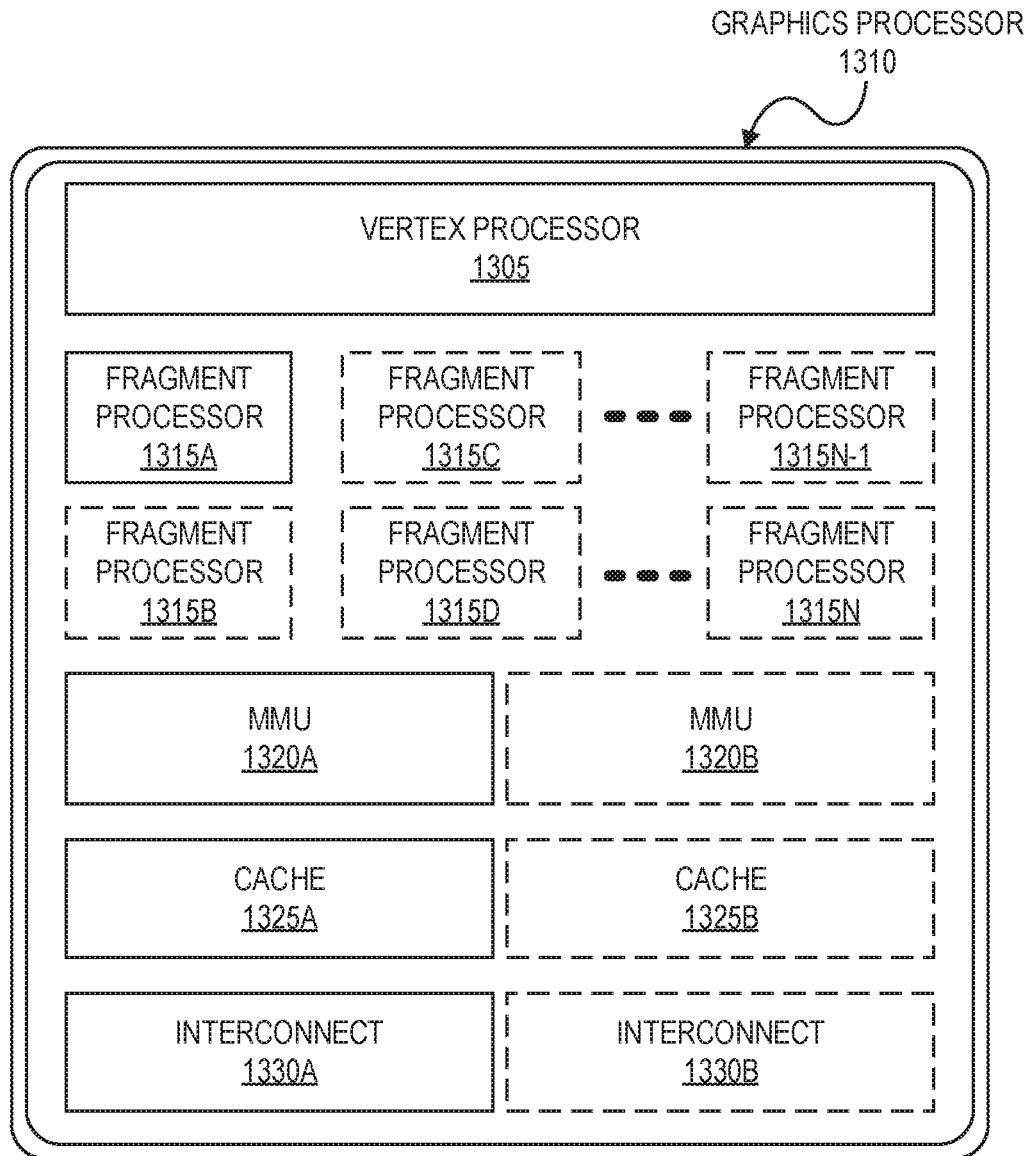 GRAPHICS PROCESSOR
1310
VERTEX PROCESSOR
1305
FRAGMENT
PROCESSOR
1315A
FRAGMENT
PROCESSOR
1315C
FRAGMENT
PROCESSOR
1315N-1
FRAGMENT
PROCESSOR
1315B
FRAGMENT
PROCESSOR
1315D
FRAGMENT
PROCESSOR
1315N
MMU
1320A
MMU
1320B
CACHE
1325A
CACHE
1325B
INTERCONNECT
1330A
INTERCONNECT
1330B